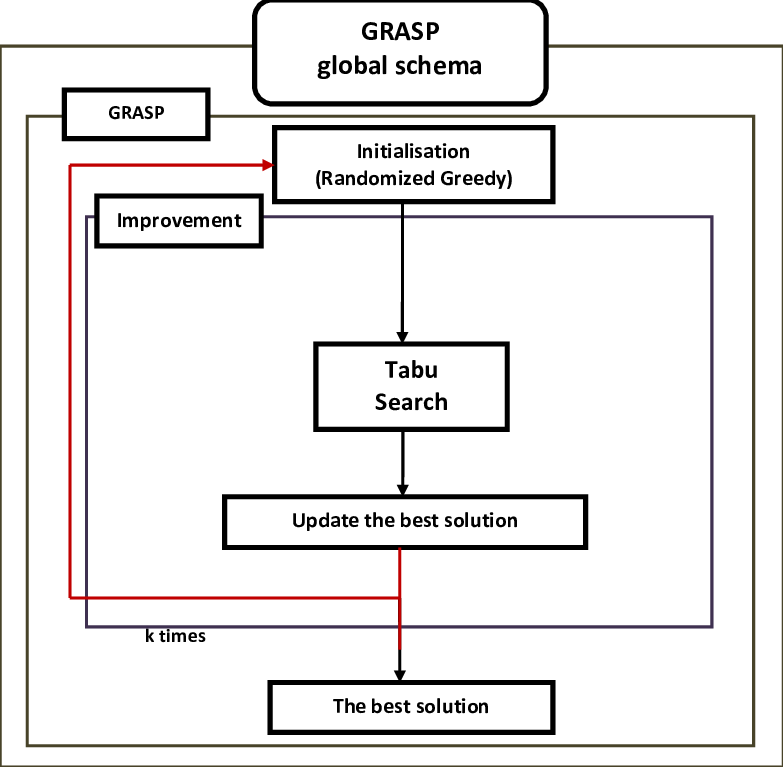 GRASP
global schema
GRASP
Initialisation
(Randomized Greedy)
Improvement
Tabu
Search
Update the best solution
k times
The best solution